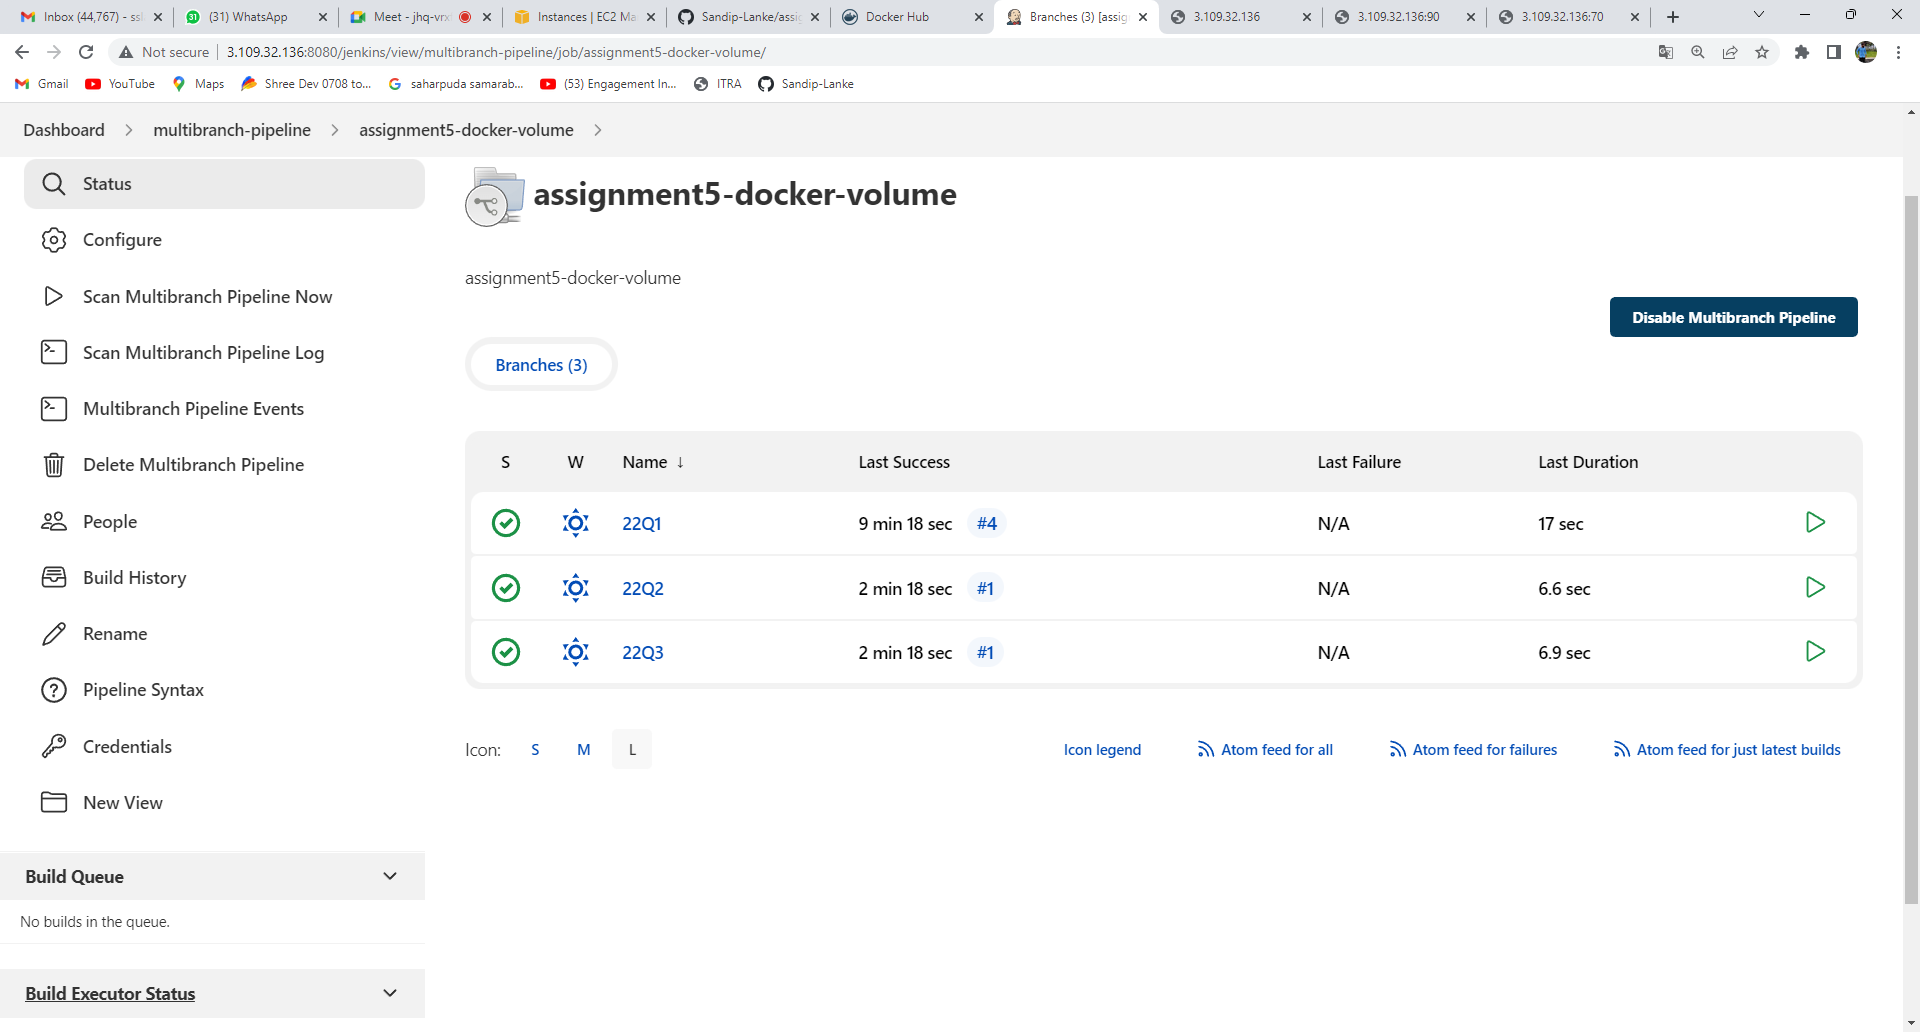 Inbox (44,767) - ssl
(31) WhatsApp
Meet - jhq-vrx
Instances | EC2 Ma
Sandip-Lanke/assig
Docker Hub
Branches (3) [assig
3.109.32.136
3.109.32.136:90
3.109.32.136:70
Not secure
3.109.32.136:8080/jenkins/view/multibranch-pipeline/job/assignment5-docker-volume/
Gmail
YouTube
Maps
Shree Dev 0708 to...
saharpuda samarab...
(53) Engagement In...
ITRA
Sandip-Lanke
Dashboard
multibranch-pipeline
assignment5-docker-volume
Status
Configure
Scan Multibranch Pipeline Now
Scan Multibranch Pipeline Log
Multibranch Pipeline Events
Delete Multibranch Pipeline
People
Build History
Rename
Pipeline Syntax
Credentials
New View
Build Queue
No builds in the queue.
Build Executor Status
assignment5-docker-volume
assignment5-docker-volume
Disable Multibranch Pipeline
Branches (3)
S W Name ↓ Last Success Last Failure Last Duration
22Q1 9 min 18 sec #4 N/A 17 sec
22Q2 2 min 18 sec #1 N/A 6.6 sec
22Q3 2 min 18 sec #1 N/A 6.9 sec
Icon: S M L
Icon legend
Atom feed for all
Atom feed for failures
Atom feed for just latest builds